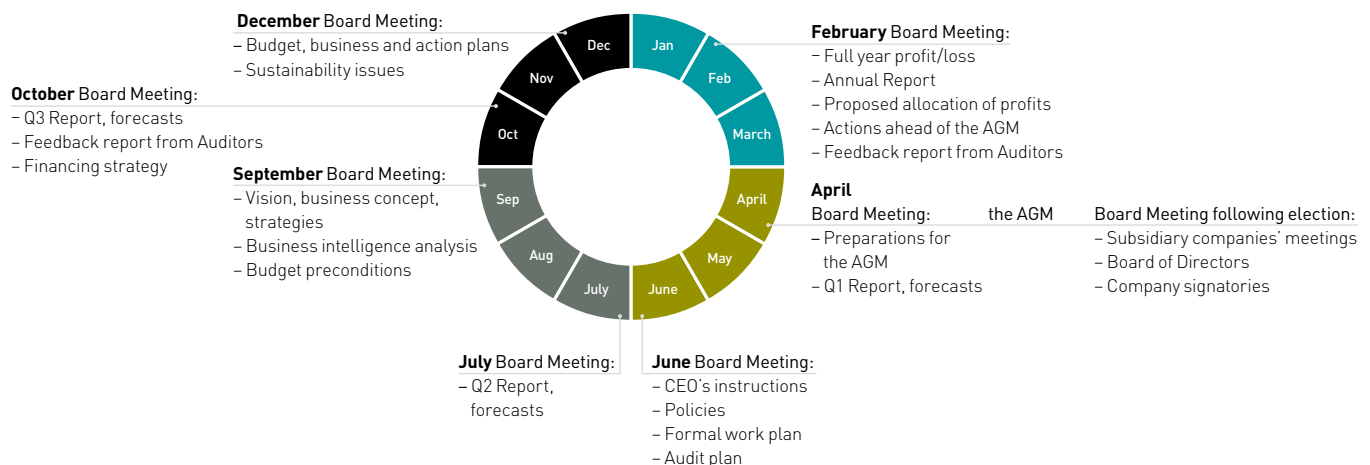 December Board Meeting:
– Budget, business and action plans
– Sustainability issues
October Board Meeting:
– Q3 Report, forecasts
– Feedback report from Auditors
– Financing strategy
September Board Meeting:
– Vision, business concept,
strategies
– Business intelligence analysis
– Budget preconditions
Dec
Jan
Nov
Feb
Oct
March
Sep
April
Aug
May
July
June
February Board Meeting:
– Full year profit/loss
– Annual Report
– Proposed allocation of profits
– Actions ahead of the AGM
– Feedback report from Auditors
April
Board Meeting:
– Preparations for
the AGM
– Q1 Report, forecasts
the AGM
Board Meeting following election:
– Subsidiary companies’ meetings
– Board of Directors
– Company signatories
July Board Meeting:
– Q2 Report,
forecasts
June Board Meeting:
– CEO’s instructions
– Policies
– Formal work plan
– Audit plan